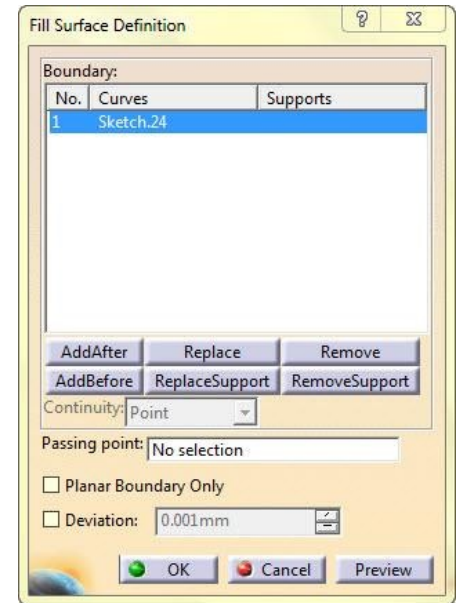 Fill Surface Definition
Boundary:
No. Curves Supports
1 Sketch.24
AddAfter Replace Remove
AddBefore ReplaceSupport RemoveSupport
Continuity: Point
Passing point: No selection
Planar Boundary Only
Deviation: 0.001mm
OK Cancel Preview